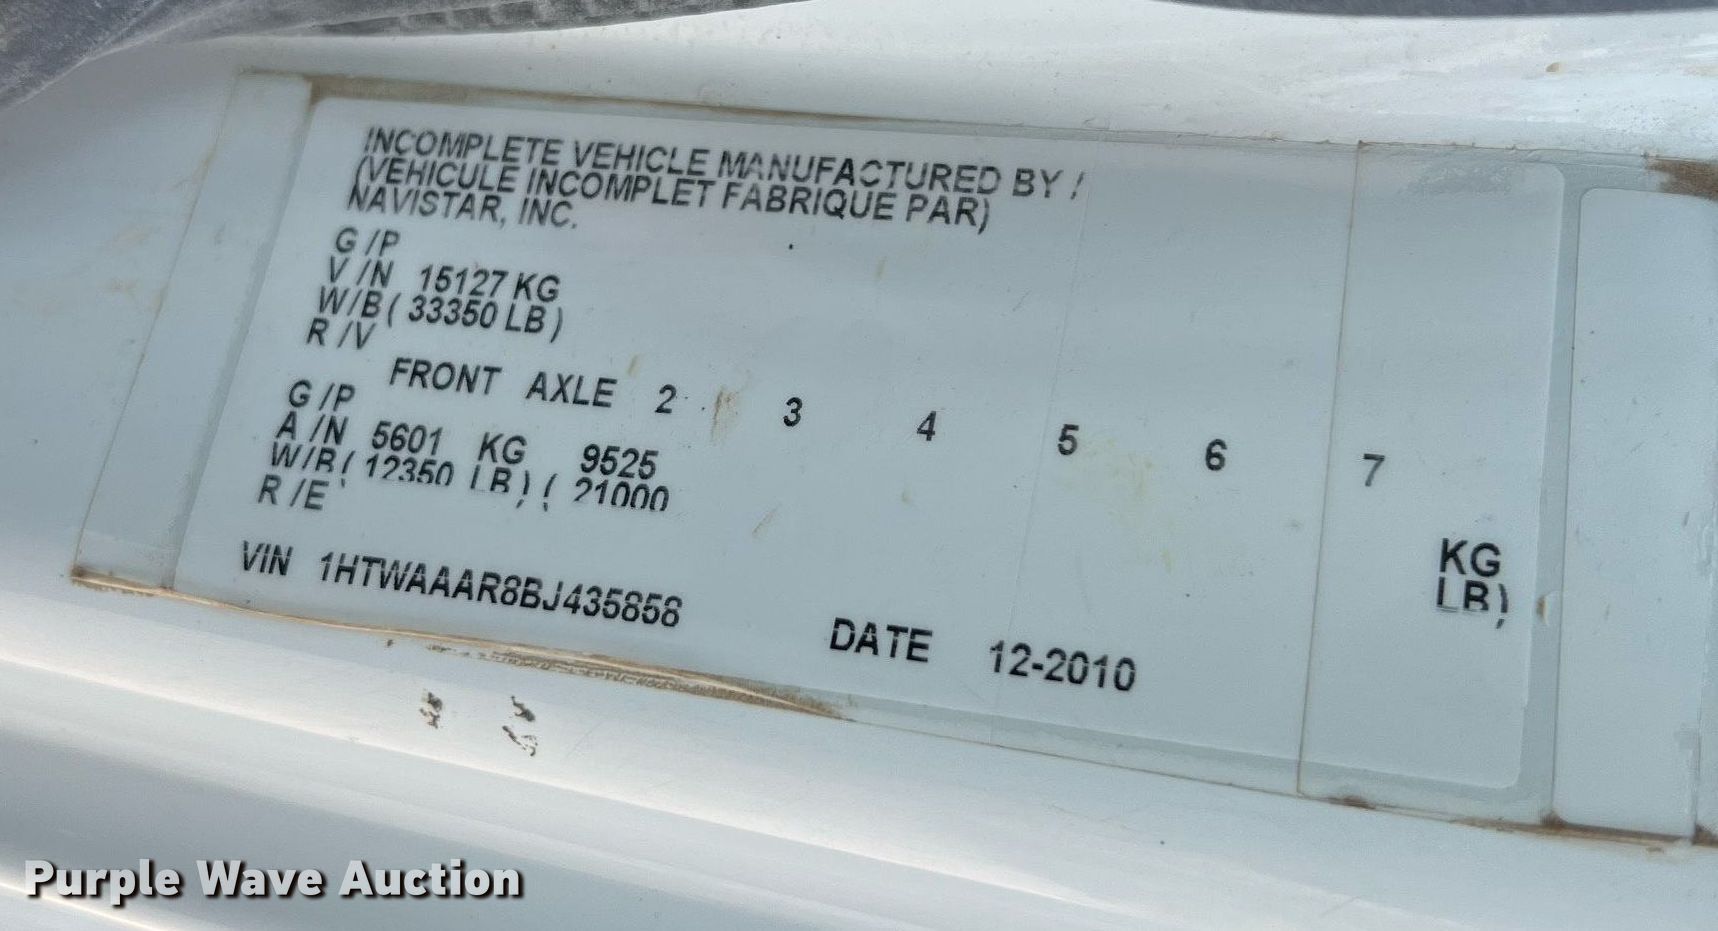 INCOMPLETE VEHICLE MANUFACTURED BY /
(VEHICULE INCOMPLET FABRIQUE PAR)
NAVISTAR, INC.
G /P
V /N 15127 KG
W/B ( 33350 LB )
R /V
FRONT AXLE 2 3 4 5 6 7
G /P
A /N 5601 KG 9525 KG
W/B ( 12350 LB ) ( 21000 LB )
R /E
VIN 1HTWAAAR8BJ435858
DATE 12-2010
Purple Wave Auction